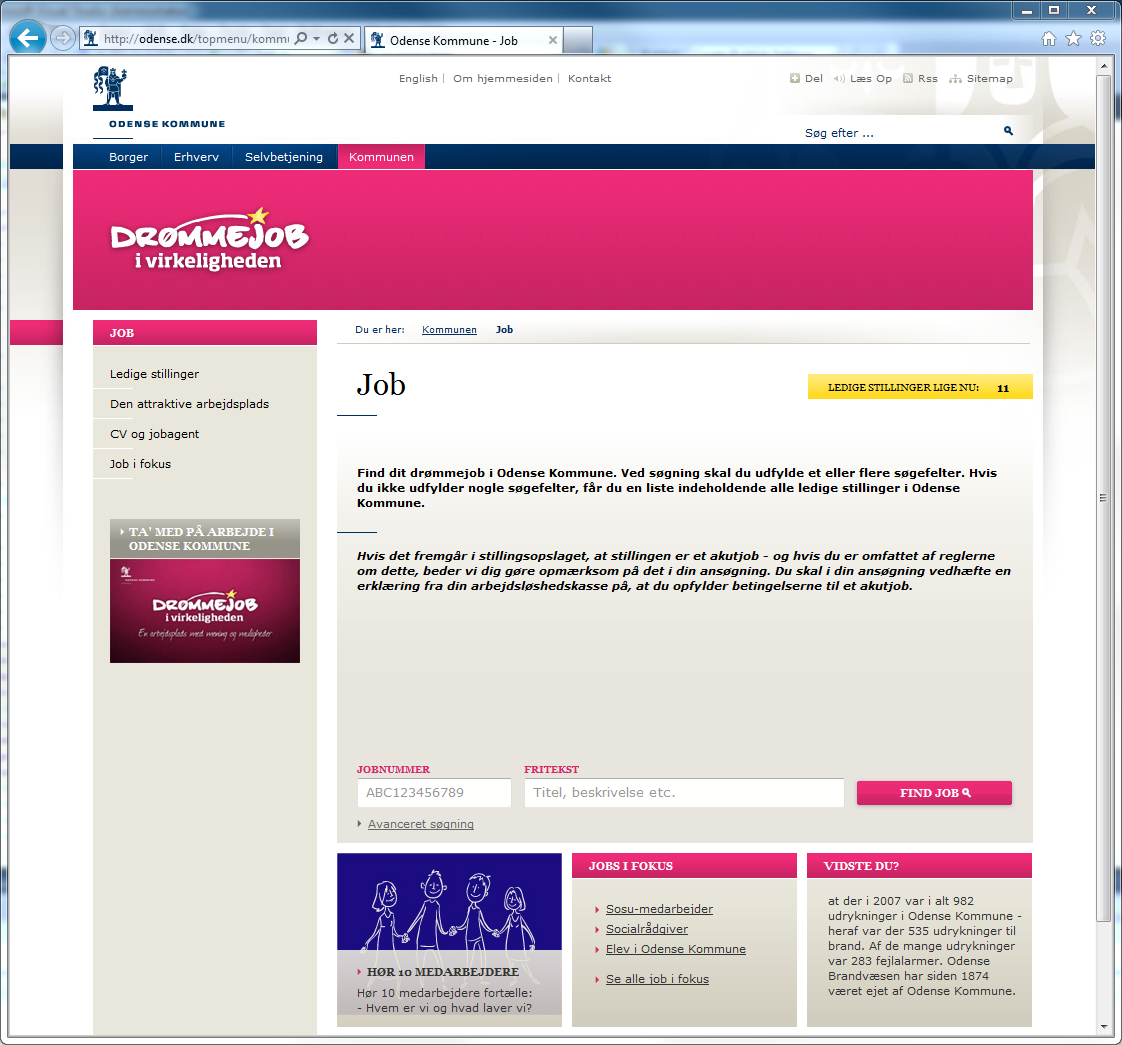 http://odense.dk/topmenu/kommu
Odense Kommune - Job
English | Om hjemmesiden | Kontakt
Del Læs Op Rss Sitemap
ODENSE KOMMUNE
Søg efter ...
Borger Erhverv Selvbetjening Kommunen
DRØMMEJOB
i virkeligheden
JOB
Ledige stillinger
Den attraktive arbejdsplads
CV og jobagent
Job i fokus
TA' MED PÅ ARBEJDE I
ODENSE KOMMUNE
ODENSE KOMMUNE
DRØMMEJOB
i virkeligheden
En arbejdsplads med mening og muligheder
Du er her: Kommunen Job
Job
LEDIGE STILLINGER LIGE NU: 11
Find dit drømmejob i Odense Kommune. Ved søgning skal du udfylde et eller flere søgefelter. Hvis
du ikke udfylder nogle søgefelter, får du en liste indeholdende alle ledige stillinger i Odense
Kommune.
Hvis det fremgår i stillingsopslaget, at stillingen er et akutjob - og hvis du er omfattet af reglerne
om dette, beder vi dig gøre opmærksom på det i din ansøgning. Du skal i din ansøgning vedhæfte en
erklæring fra din arbejdsløshedskasse på, at du opfylder betingelserne til et akutjob.
JOBNUMMER FRITEKST
ABC123456789 Titel, beskrivelse etc. FIND JOB
Avanceret søgning
HØR 10 MEDARBEJDERE
Hør 10 medarbejdere fortælle:
- Hvem er vi og hvad laver vi?
JOBS I FOKUS
Sosu-medarbejder
Socialrådgiver
Elev i Odense Kommune
Se alle job i fokus
VIDSTE DU?
at der i 2007 var i alt 982
udrykninger i Odense Kommune -
heraf var der 535 udrykninger til
brand. Af de mange udrykninger
var 283 fejlalarmer. Odense
Brandvæsen har siden 1874
været ejet af Odense Kommune.